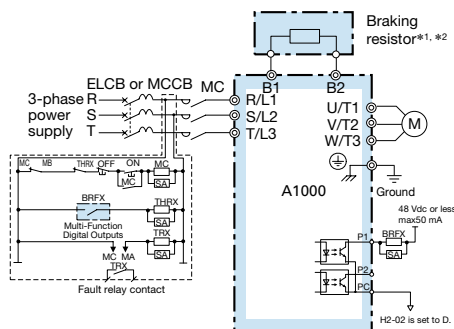 Braking
resistor*1, *2
ELCB or MCCB MC
B1 B2
3-phase
power
supply
R
S
T
R/L1
S/L2
T/L3
U/T1
V/T2
W/T3
M
A1000
Ground
MC MB THRX OFF ON MC
MC SA
BRFX THRX
SA
Multi-Function
Digital Outputs
TRX
SA
MC MA
TRX
Fault relay contact
48 Vdc or less
max50 mA
P1 BRFX
SA
P2
PC
H2-02 is set to D.